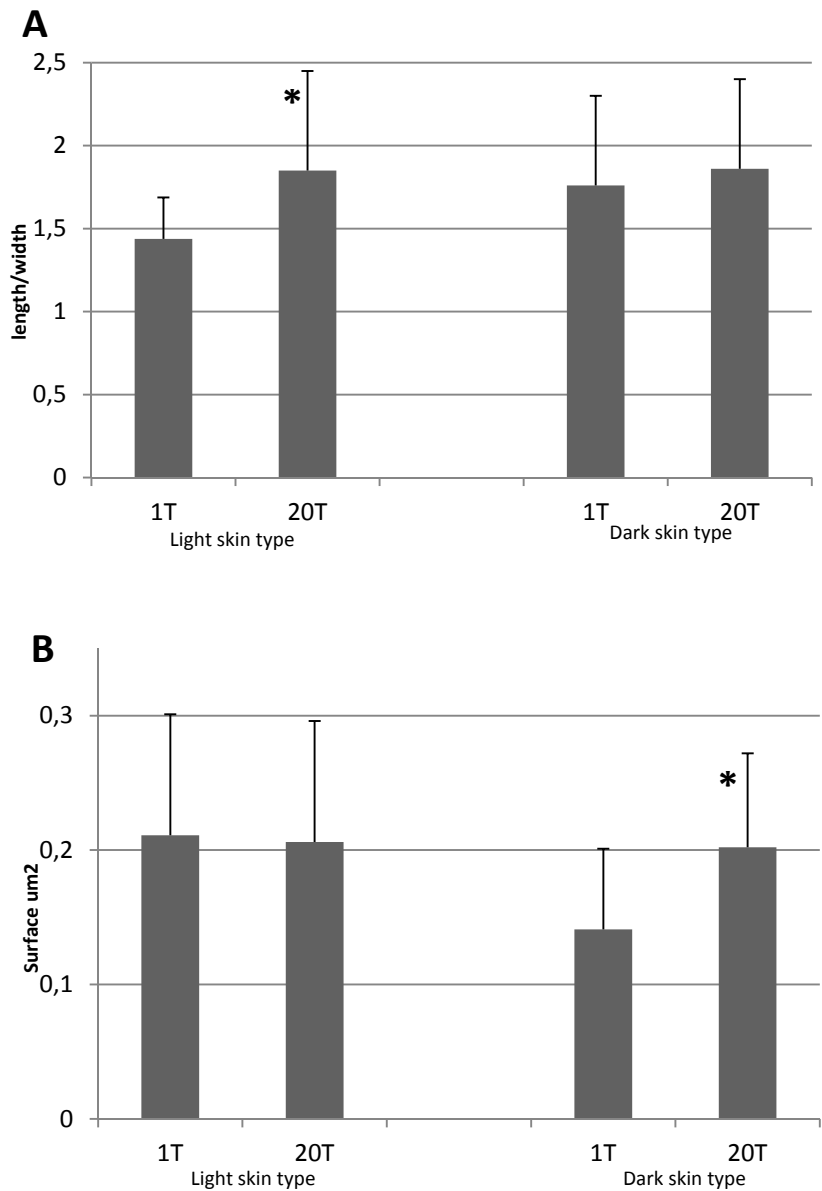 A
2,5
*
2
1,5
length/width
1
0,5
0
1T 20T 1T 20T
Light skin type Dark skin type
B
0,3
*
0,2
Surface um2
0,1
0
1T 20T 1T 20T
Light skin type Dark skin type